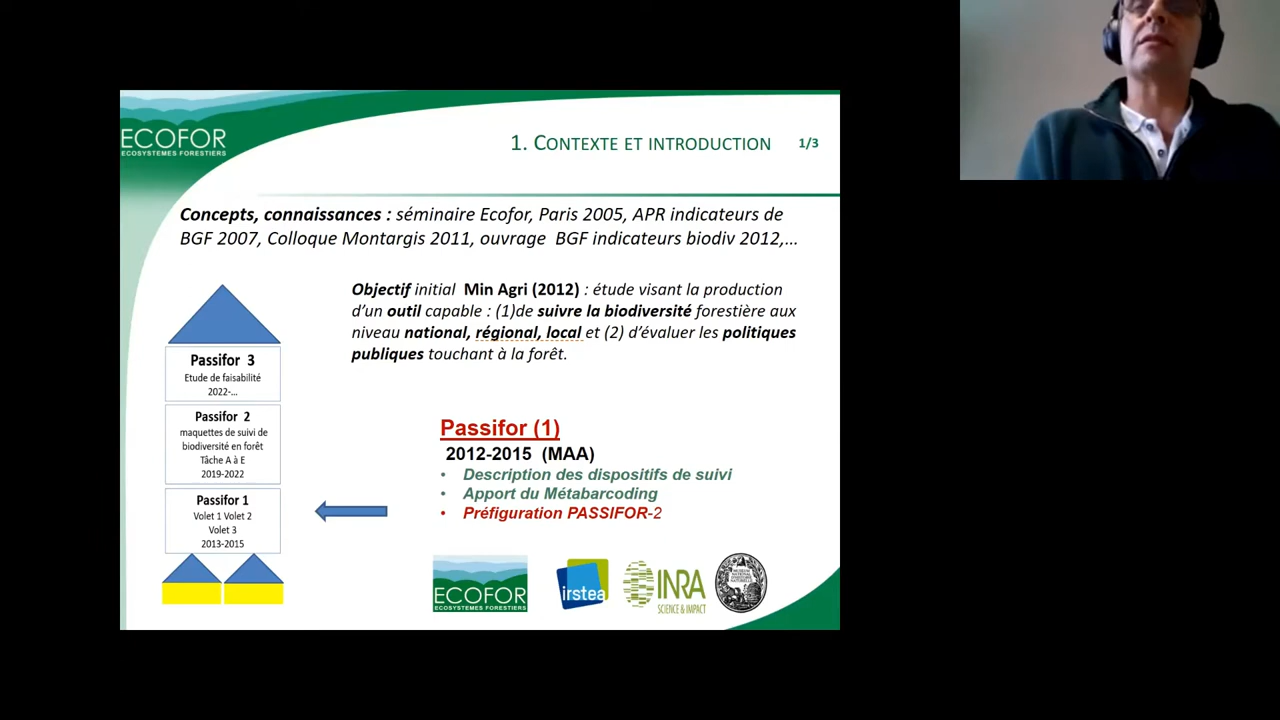 ECOFOR
ECOSYSTEMES FORESTIERS
1. CONTEXTE ET INTRODUCTION 1/3
Concepts, connaissances : séminaire Ecofor, Paris 2005, APR indicateurs de
BGF 2007, Colloque Montargis 2011, ouvrage BGF indicateurs biodiv 2012,…
Objectif initial Min Agri (2012) : étude visant la production
d’un outil capable : (1)de suivre la biodiversité forestière aux
niveau national, régional, local et (2) d’évaluer les politiques
publiques touchant à la forêt.
Passifor 3
Etude de faisabilité
2022-…
Passifor 2
maquettes de suivi de
biodiversité en forêt
Tâche A à E
2019-2022
Passifor 1
Volet 1 Volet 2
Volet 3
2013-2015
Passifor (1)
2012-2015 (MAA)
• Description des dispositifs de suivi
• Apport du Métabarcoding
• Préfiguration PASSIFOR-2
ECOFOR
ECOSYSTEMES FORESTIERS
irstea
INRA
SCIENCE & IMPACT